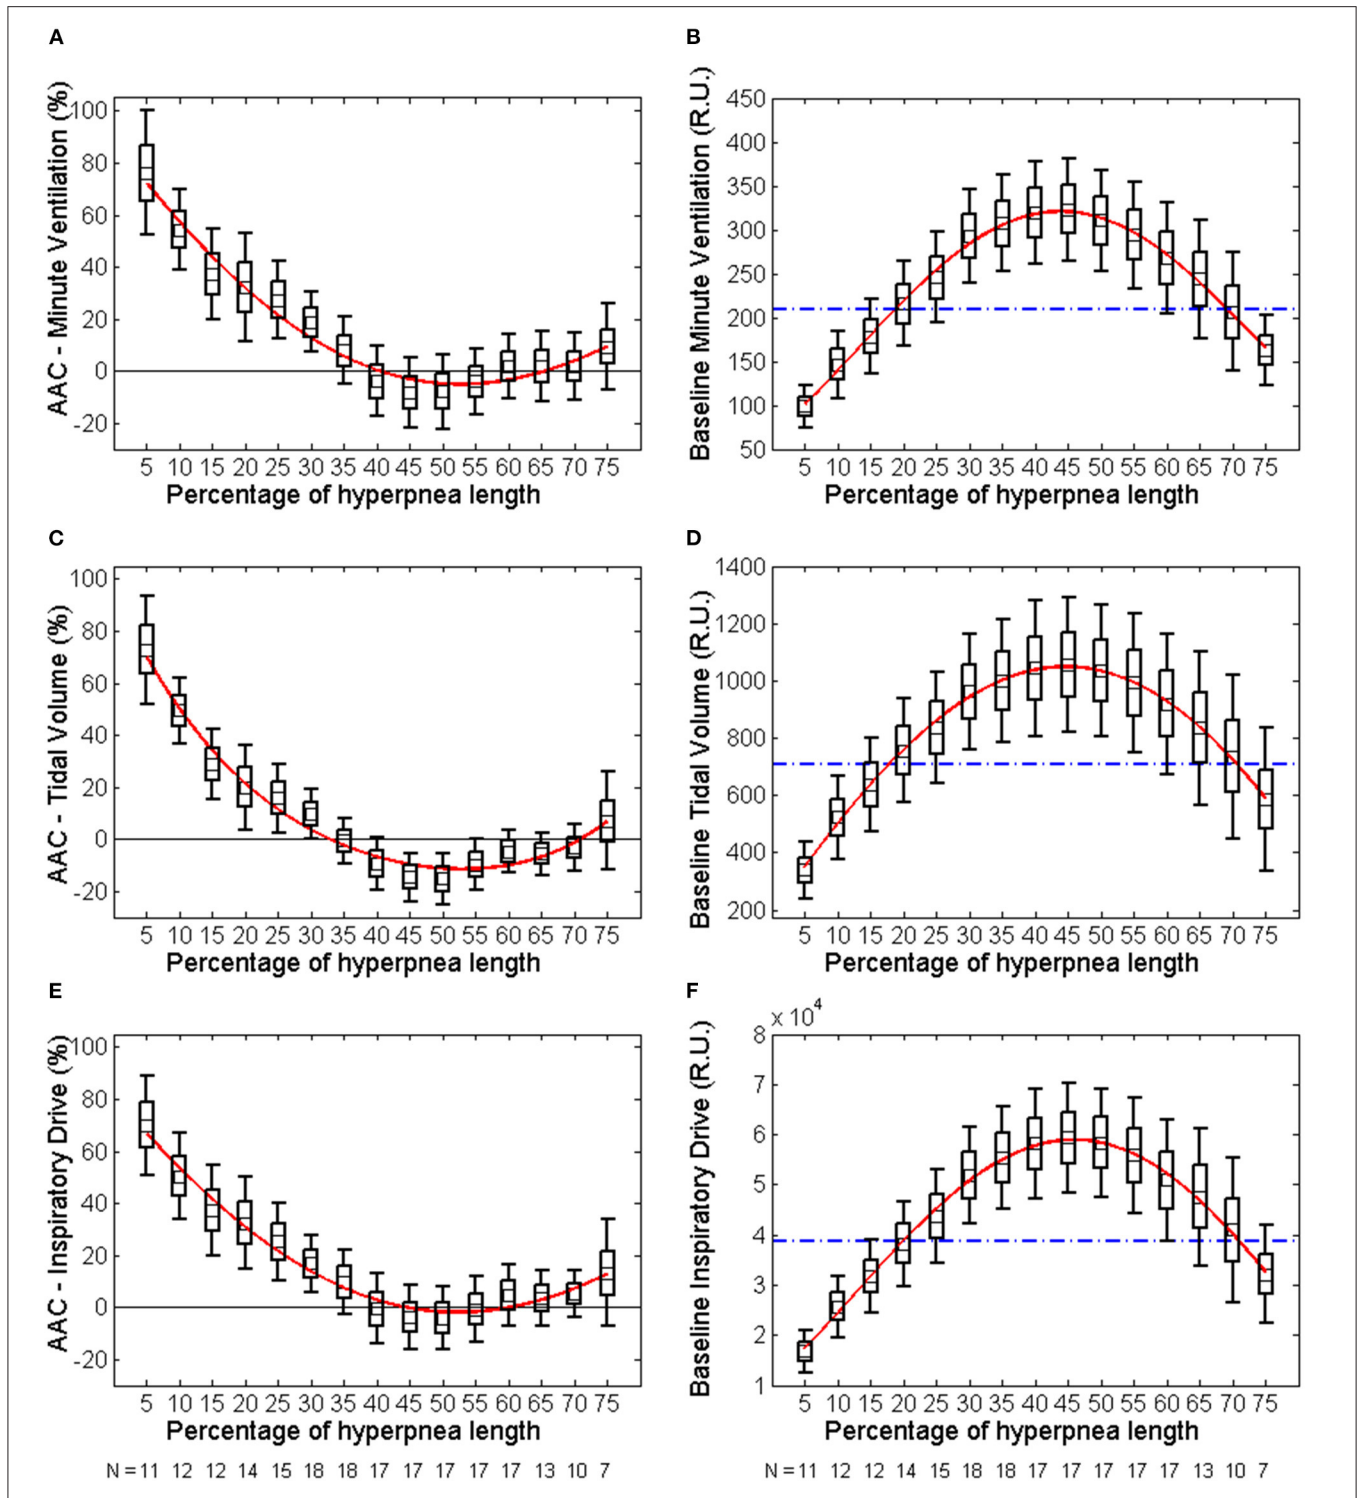 A
AAC - Minute Ventilation (%)
100
80
60
40
20
0
-20
5 10 15 20 25 30 35 40 45 50 55 60 65 70 75
Percentage of hyperpnea length
B
Baseline Minute Ventilation (R.U.)
450
400
350
300
250
200
150
100
50
5 10 15 20 25 30 35 40 45 50 55 60 65 70 75
Percentage of hyperpnea length
C
AAC - Tidal Volume (%)
100
80
60
40
20
0
-20
5 10 15 20 25 30 35 40 45 50 55 60 65 70 75
Percentage of hyperpnea length
D
Baseline Tidal Volume (R.U.)
1400
1200
1000
800
600
400
200
5 10 15 20 25 30 35 40 45 50 55 60 65 70 75
Percentage of hyperpnea length
E
AAC - Inspiratory Drive (%)
100
80
60
40
20
0
-20
5 10 15 20 25 30 35 40 45 50 55 60 65 70 75
Percentage of hyperpnea length
N = 11 12 12 14 15 18 18 17 17 17 17 17 13 10 7
F
Baseline Inspiratory Drive (R.U.)
x 10⁴
8
7
6
5
4
3
2
1
5 10 15 20 25 30 35 40 45 50 55 60 65 70 75
Percentage of hyperpnea length
N = 11 12 12 14 15 18 18 17 17 17 17 17 13 10 7